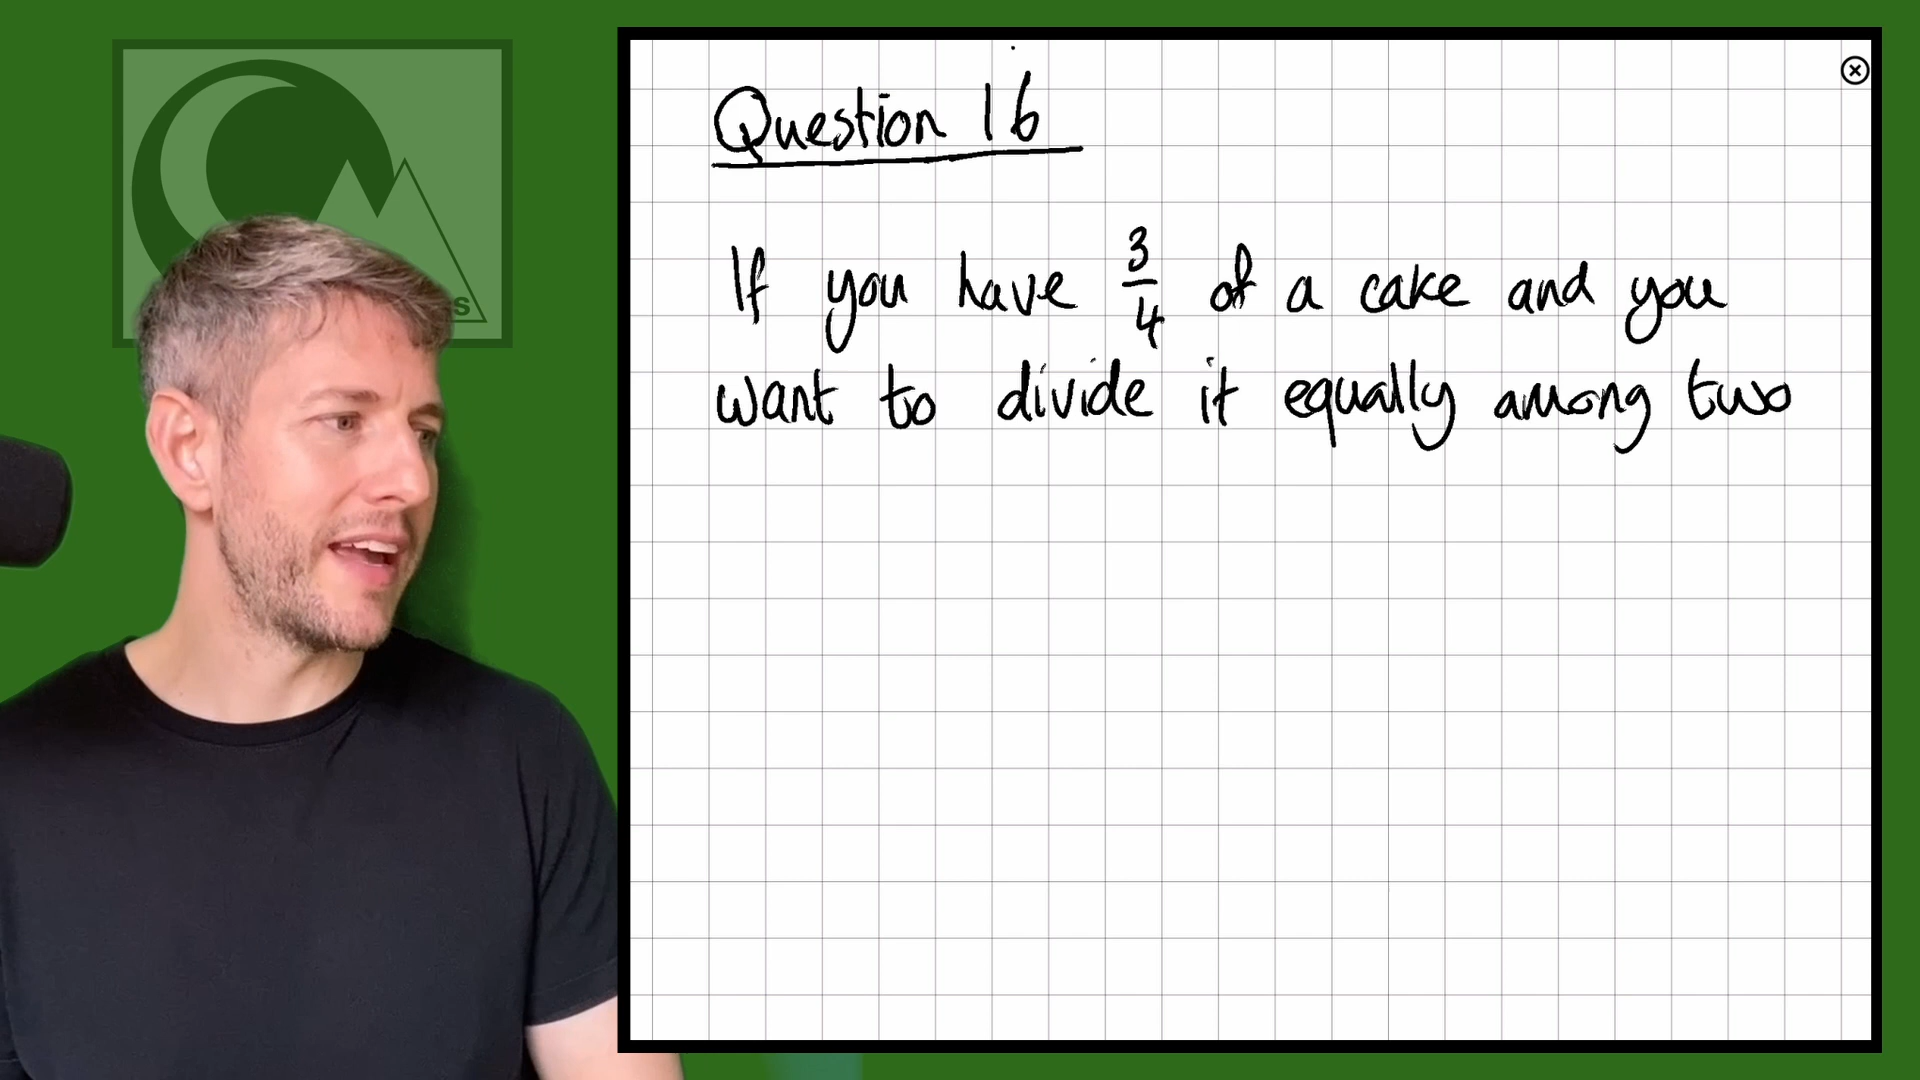 Question 16
If you have 3/4 of a cake and you
want to divide it equally among two
s